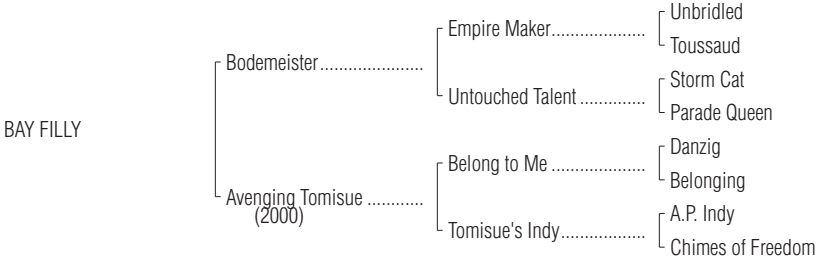 Unbridled
Empire Maker....................
Toussaud
Bodemeister......................
Storm Cat
Untouched Talent ..............
Parade Queen
BAY FILLY
Danzig
Belong to Me ....................
Belonging
Avenging Tomisue ............
(2000)
A.P. Indy
Tomisue's Indy..................
Chimes of Freedom